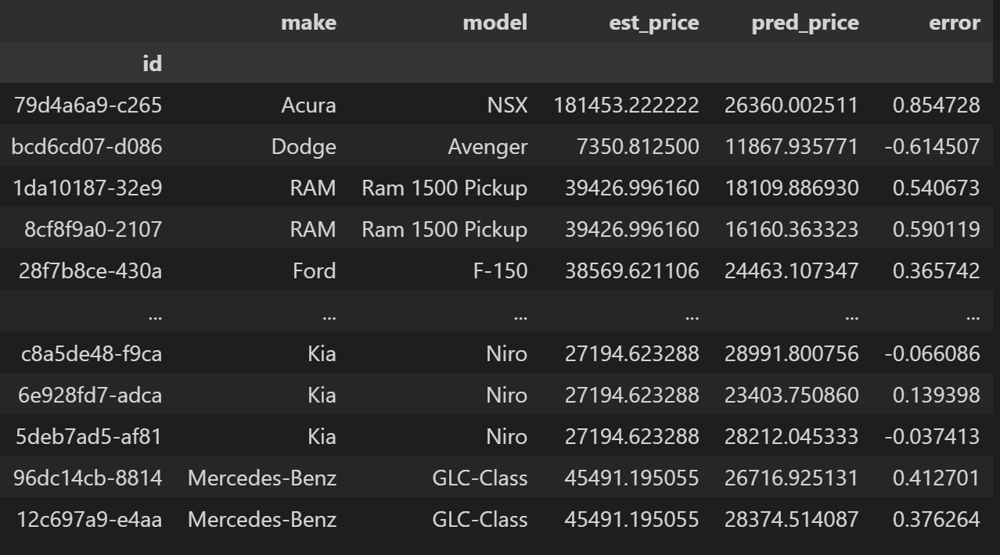 make model est_price pred_price error
id
79d4a6a9-c265 Acura NSX 181453.222222 26360.002511 0.854728
bcd6cd07-d086 Dodge Avenger 7350.812500 11867.935771 -0.614507
1da10187-32e9 RAM Ram 1500 Pickup 39426.996160 18109.886930 0.540673
8cf8f9a0-2107 RAM Ram 1500 Pickup 39426.996160 16160.363323 0.590119
28f7b8ce-430a Ford F-150 38569.621106 24463.107347 0.365742
... ... ... ... ... ...
c8a5de48-f9ca Kia Niro 27194.623288 28991.800756 -0.066086
6e928fd7-adca Kia Niro 27194.623288 23403.750860 0.139398
5deb7ad5-af81 Kia Niro 27194.623288 28212.045333 -0.037413
96dc14cb-8814 Mercedes-Benz GLC-Class 45491.195055 26716.925131 0.412701
12c697a9-e4aa Mercedes-Benz GLC-Class 45491.195055 28374.514087 0.376264